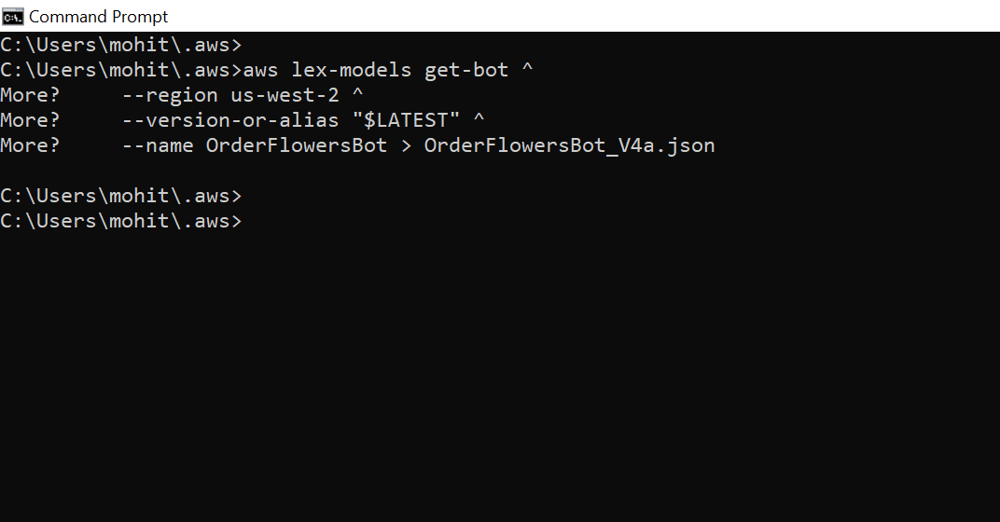 Command Prompt
C:\Users\mohit\.aws>
C:\Users\mohit\.aws>aws lex-models get-bot ^
More?     --region us-west-2 ^
More?     --version-or-alias "$LATEST" ^
More?     --name OrderFlowersBot > OrderFlowersBot_V4a.json
C:\Users\mohit\.aws>
C:\Users\mohit\.aws>